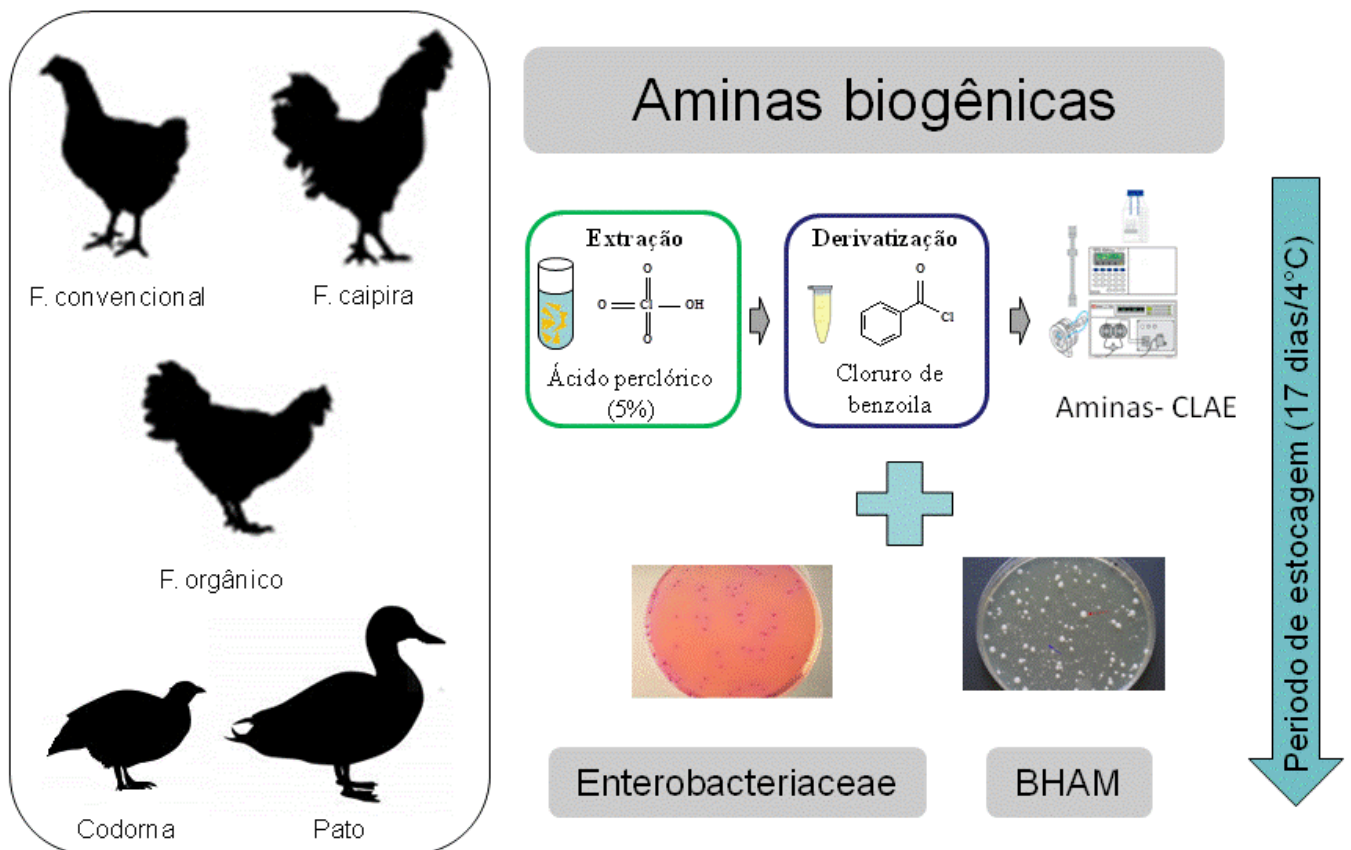 F. convencional
F. caipira
F. orgânico
Codorna
Pato
Aminas biogênicas
Extração
O
O
Cl
OH
O
Ácido perclórico
(5%)
Derivatização
O
Cl
Cloruro de
benzoila
Aminas- CLAE
Enterobacteriaceae
BHAM
Periodo de estocagem (17 dias/4°C)